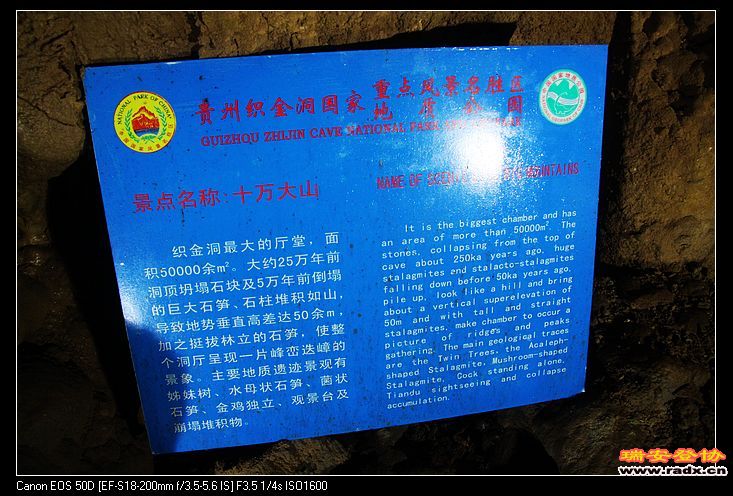 贵州织金洞国家重点风景名胜区
地质公园
GUIZHOU ZHIJIN CAVE NATIONAL PARK
NATIONAL PARK OF CHINA
景点名称:十万大山
NAME OF MOUNTAINS
织金洞最大的厅堂，面
积50000余m²。大约25万年前
洞顶坍塌石块及5万年前倒塌
的巨大石笋、石柱堆积如山，
导致地势垂直高差达50余m，
加之挺拔林立的石笋，使整
个洞厅呈现一片峰峦迭嶂的
景象。主要地质遗迹景观有
姊妹树、水母状石笋、菌状
石笋、金鸡独立、观景台及
崩塌堆积物。
It is the biggest chamber and has
an area of more than 50000m². The
stones, collapsing from the top of
cave about 250ka years ago, huge
stalagmites end stalacto-stalagmites
falling down before 50ka years ago,
pile up, look like a hill and bring
about a vertical superelevation of
50m and with tall and straight
stalagmites, make chamber to occur a
picture of ridges and peaks
gathering. The main geological traces
are the Twin Trees, the Acaleph-
shaped Stalagmite, Mushroom-shaped
Stalagmite, Cock standing alone,
Tiandu sightseeing and collapse
accumulation.
瑞安登协
www.radx.cn
Canon EOS 50D [EF-S18-200mm f/3.5-5.6 IS] F3.5 1/4s ISO1600